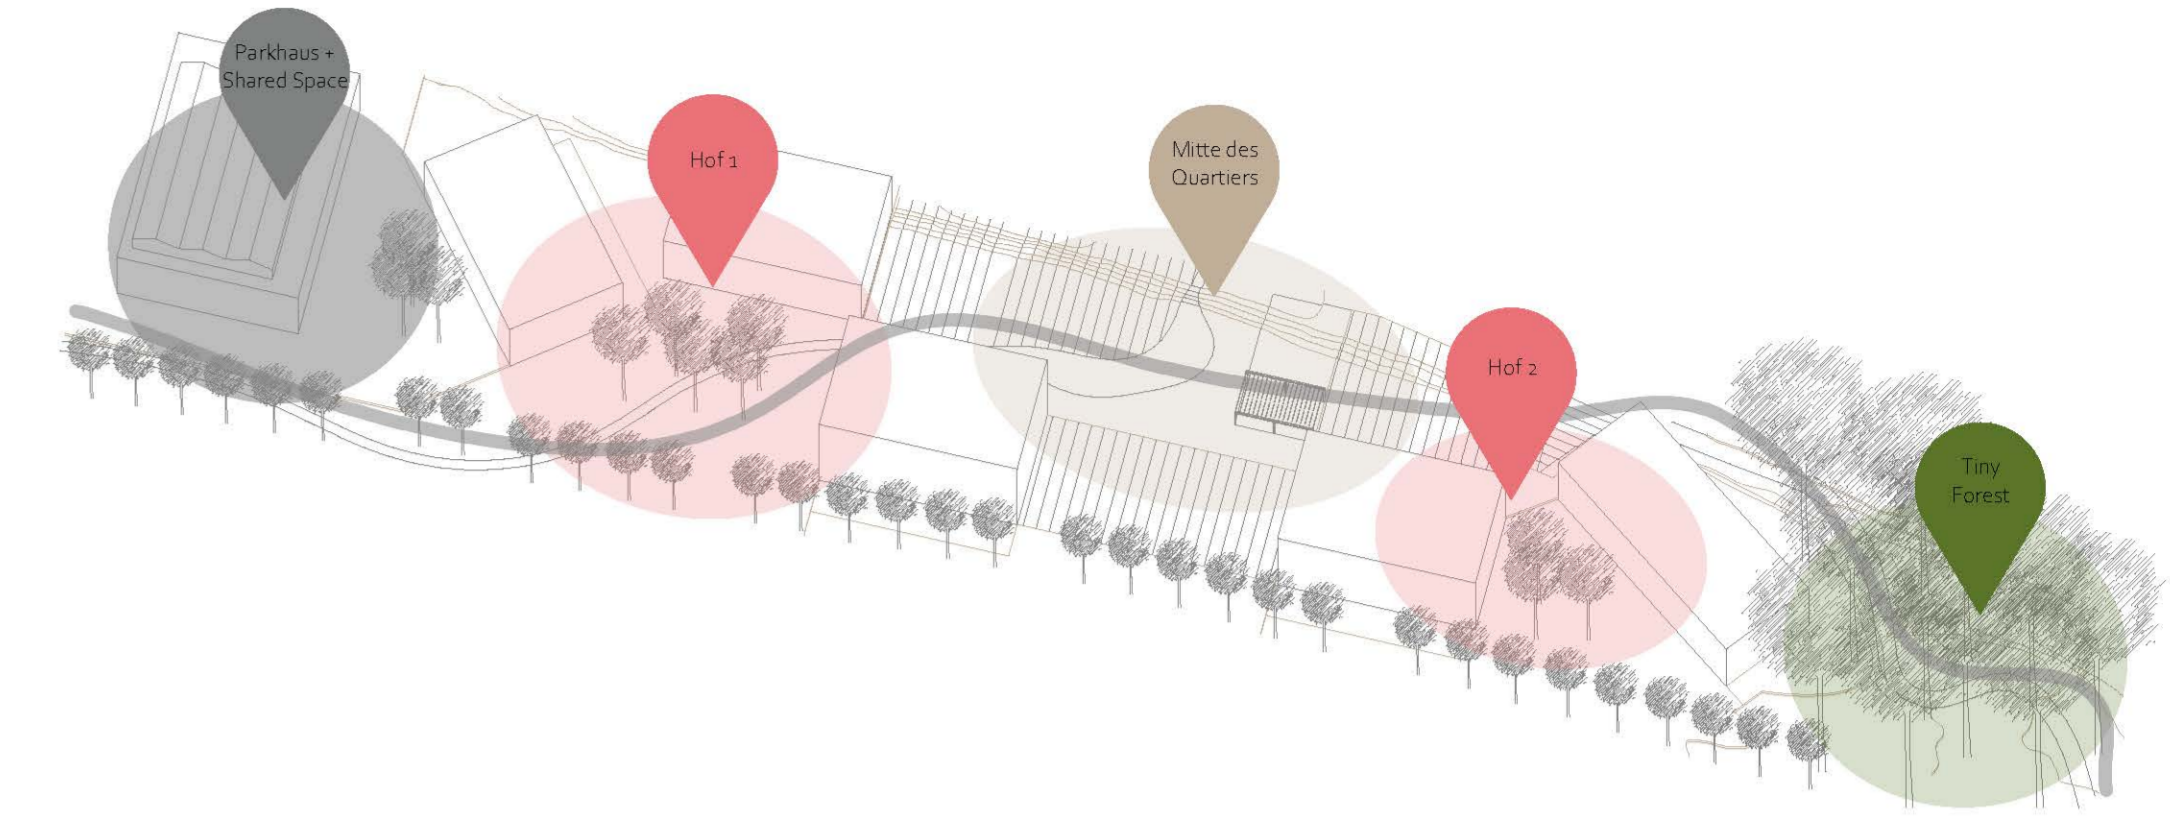 Parkhaus +
Shared Space
Hof 1
Mitte des
Quartiers
Hof 2
Tiny
Forest